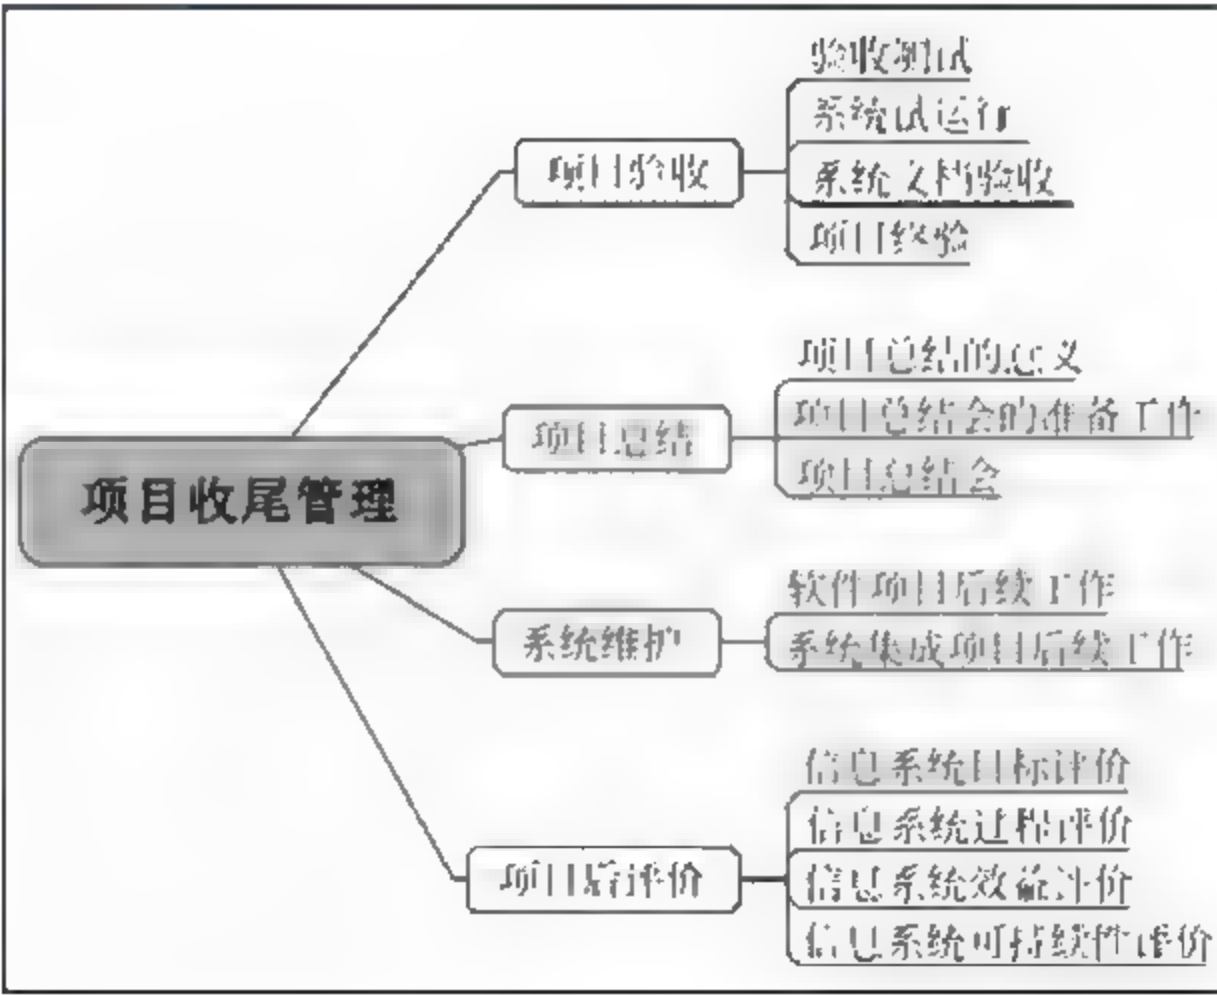 验收测试
系统试运行
项目验收
系统文档验收
项目终验
项目总结的意义
项目总结会的准备工作
项目总结
项目总结会
项目收尾管理
软件项目后续工作
系统维护
系统集成项目后续工作
信息系统目标评价
信息系统过程评价
项目后评价
信息系统效益评价
信息系统可持续性评价